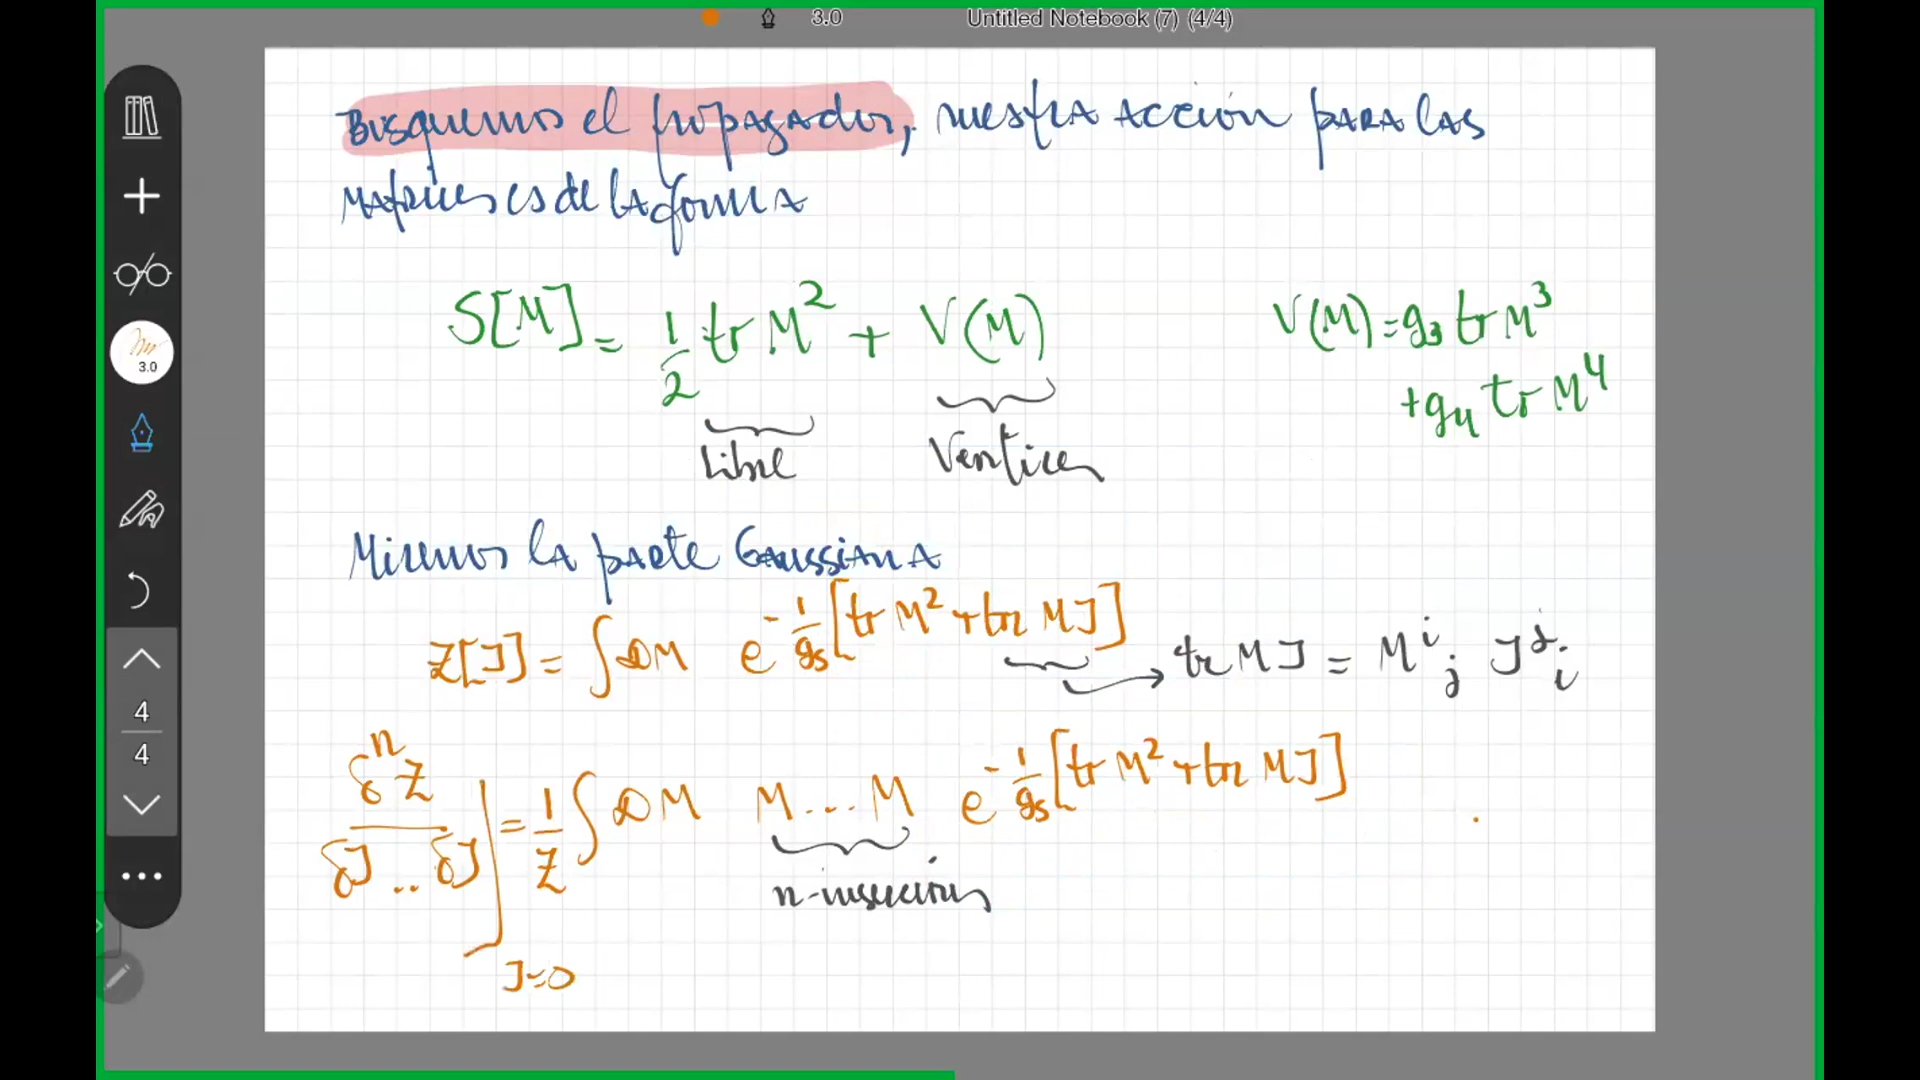 3.0 Untitled Notebook (7) (4/4)
Busquemos el propagador, nuestra acción para las
matrices es de la forma
S[M] = 1/2 tr M² + V(M)
V(M) = g₃ tr M³
+ g₄ tr M⁴
Libre
Vertices
Miremos la parte Gaussiana
Z[J] = ∫ DM e^{-1/gs [tr M² + tr MJ]} → tr MJ = M^i_j J^j_i
δⁿZ / δJ..δJ |_{J=0} = 1/Z ∫ DM M...M e^{-1/gs [tr M² + tr MJ]}
n-inserciones
3.0
4
4